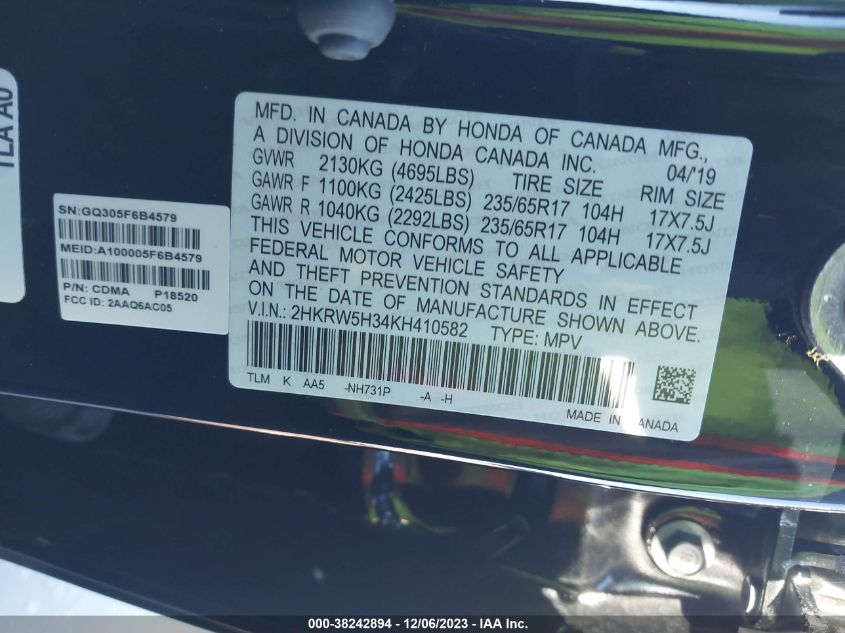 TLA A0
SN:GQ305F6B4579
MEID:A100005F6B4579
P/N: CDMA P18520
FCC ID: 2AAQ6AC05
MFD. IN CANADA BY HONDA OF CANADA MFG.,
A DIVISION OF HONDA CANADA INC. 04/'19
GVWR 2130KG (4695LBS) TIRE SIZE RIM SIZE
GAWR F 1100KG (2425LBS) 235/65R17 104H 17X7.5J
GAWR R 1040KG (2292LBS) 235/65R17 104H 17X7.5J
THIS VEHICLE CONFORMS TO ALL APPLICABLE
FEDERAL MOTOR VEHICLE SAFETY
AND THEFT PREVENTION STANDARDS IN EFFECT
ON THE DATE OF MANUFACTURE SHOWN ABOVE.
V.I.N.: 2HKRW5H34KH410582 TYPE: MPV
TLM K AA5 -NH731P -A -H
MADE IN CANADA
000-38242894 - 12/06/2023 - IAA Inc.